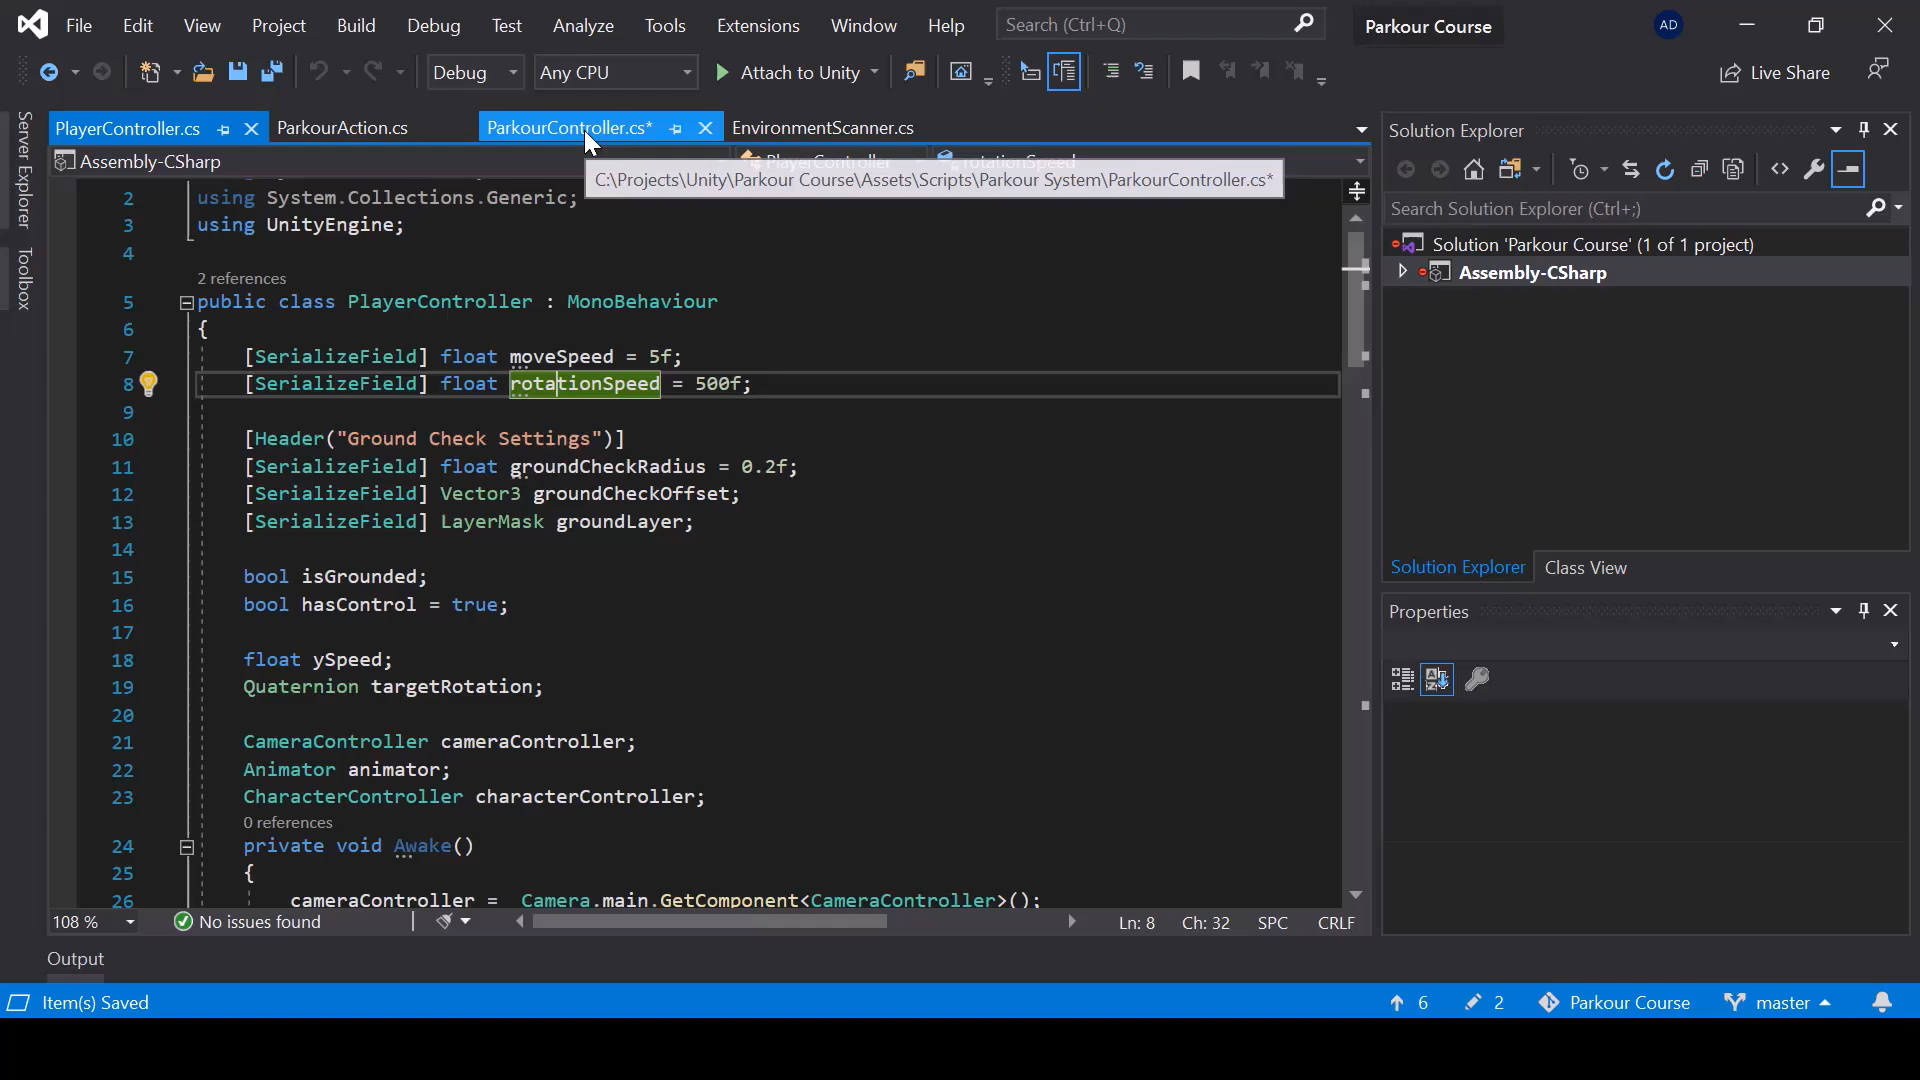 File Edit View Project Build Debug Test Analyze Tools Extensions Window Help Search (Ctrl+Q) Parkour Course AD
Debug Any CPU Attach to Unity Live Share
PlayerController.cs ParkourAction.cs ParkourController.cs* EnvironmentScanner.cs
Assembly-CSharp PlayerController rotationSpeed
C:\Projects\Unity\Parkour Course\Assets\Scripts\Parkour System\ParkourController.cs*
Server Explorer
Toolbox
2 using System.Collections.Generic;
3 using UnityEngine;
4
2 references
5 public class PlayerController : MonoBehaviour
6 {
7 [SerializeField] float moveSpeed = 5f;
8 [SerializeField] float rotationSpeed = 500f;
9
10 [Header("Ground Check Settings")]
11 [SerializeField] float groundCheckRadius = 0.2f;
12 [SerializeField] Vector3 groundCheckOffset;
13 [SerializeField] LayerMask groundLayer;
14
15 bool isGrounded;
16 bool hasControl = true;
17
18 float ySpeed;
19 Quaternion targetRotation;
20
21 CameraController cameraController;
22 Animator animator;
23 CharacterController characterController;
0 references
24 private void Awake()
25 {
26 cameraController = Camera.main.GetComponent<CameraController>();
108 % No issues found Ln: 8 Ch: 32 SPC CRLF
Output
Solution Explorer
Search Solution Explorer (Ctrl+;)
Solution 'Parkour Course' (1 of 1 project)
Assembly-CSharp
Solution Explorer Class View
Properties
Item(s) Saved 6 2 Parkour Course master